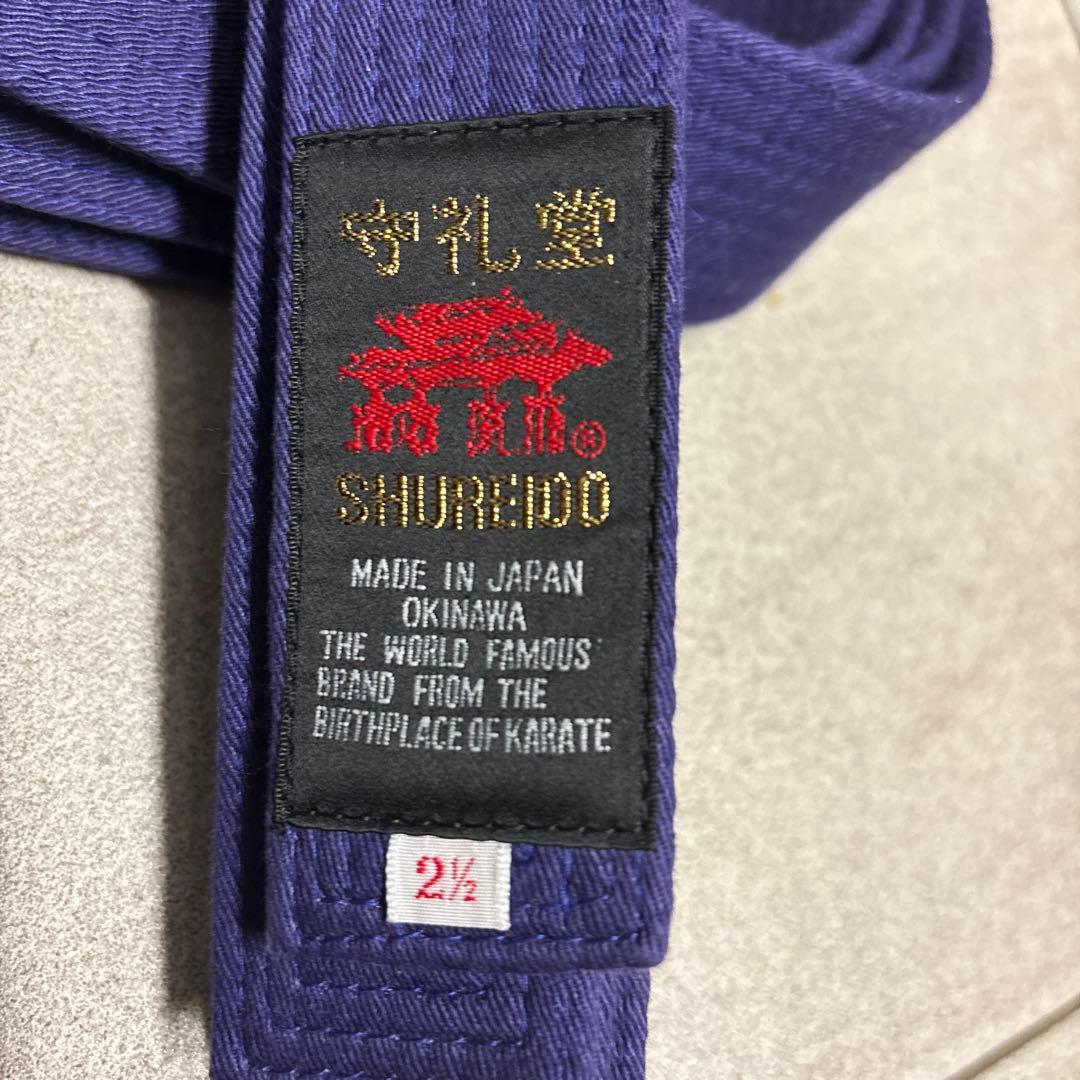 守礼堂
®
SHUREIDO
MADE IN JAPAN
OKINAWA
THE WORLD FAMOUS
BRAND FROM THE
BIRTHPLACE OF KARATE
2½